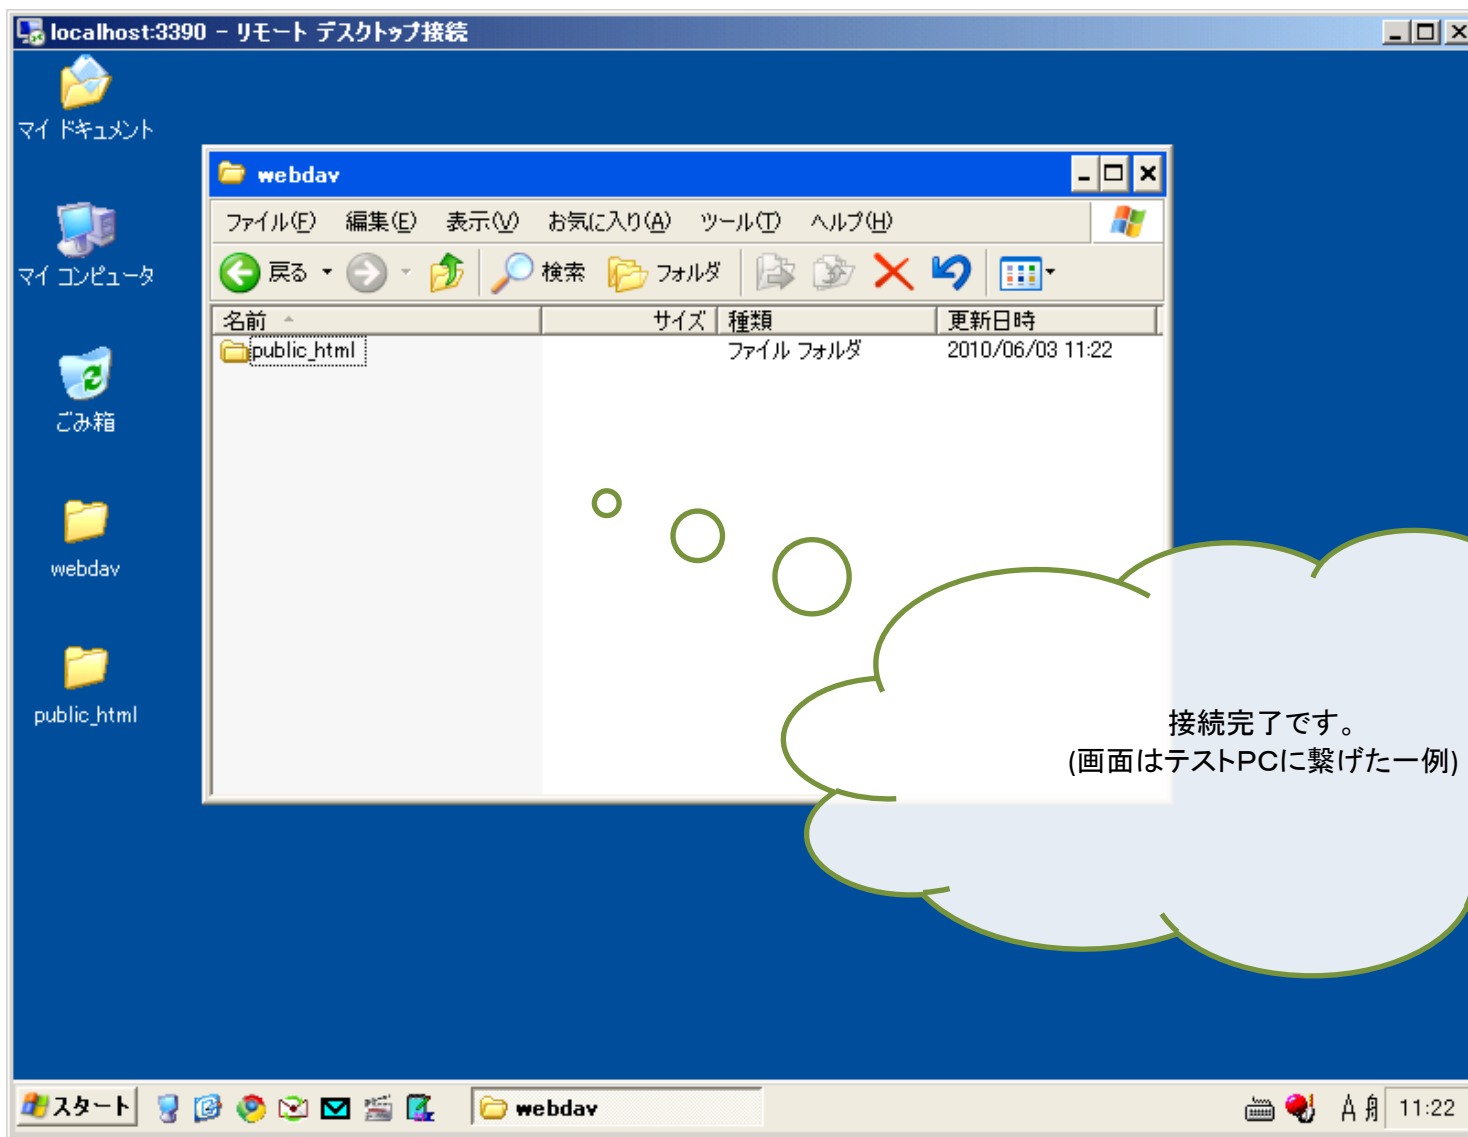 localhost:3390 - リモート デスクトップ接続
マイ ドキュメント
マイ コンピュータ
ごみ箱
webdav
public_html
webdav
ファイル(F) 編集(E) 表示(V) お気に入り(A) ツール(T) ヘルプ(H)
戻る 検索 フォルダ
名前 サイズ 種類 更新日時
public_html ファイル フォルダ 2010/06/03 11:22
接続完了です。
(画面はテストPCに繋げた一例)
スタート webdav A 11:22